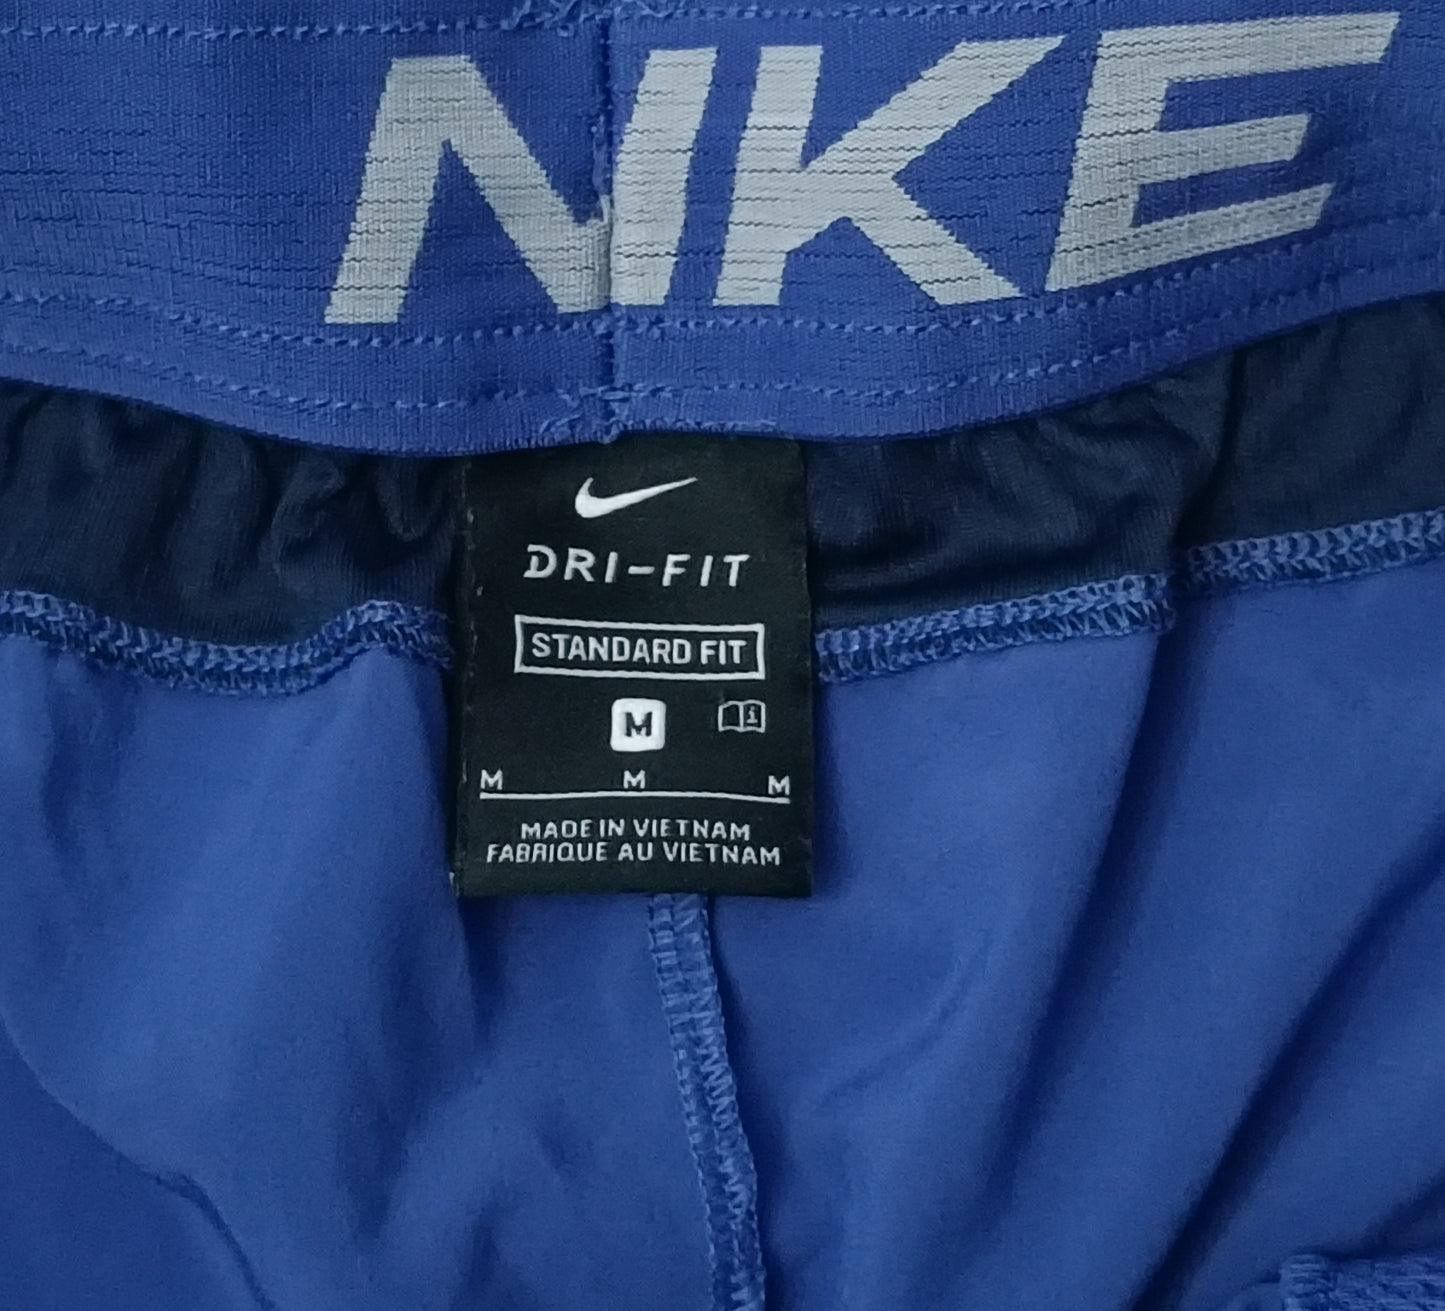 NIKE
DRI-FIT
STANDARD FIT
M
M M M
MADE IN VIETNAM
FABRIQUE AU VIETNAM